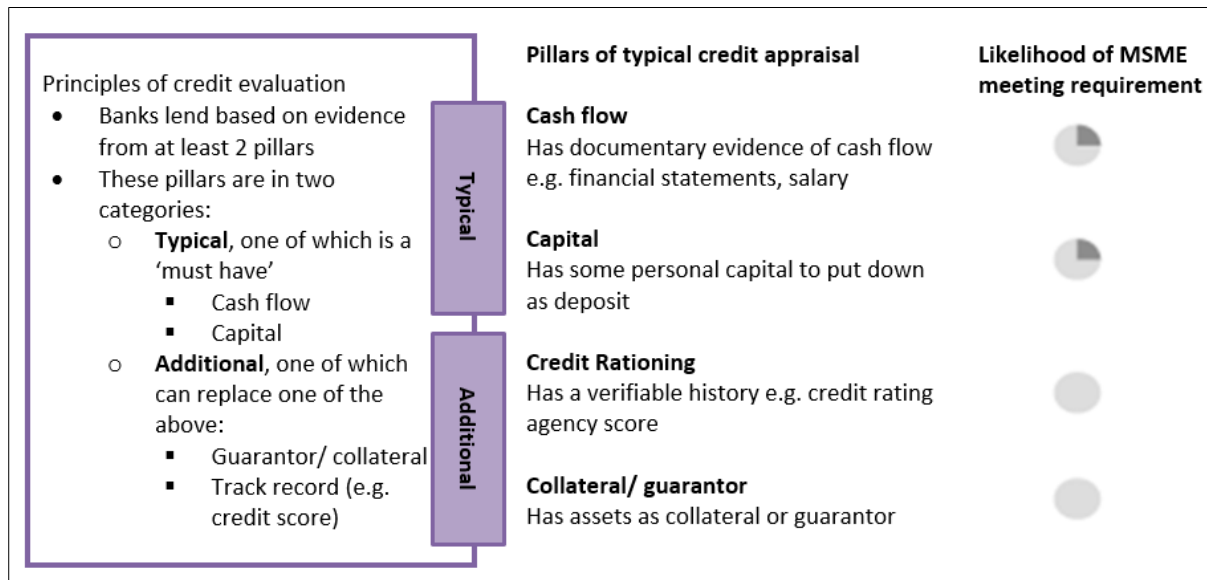 Principles of credit evaluation
• Banks lend based on evidence
from at least 2 pillars
• These pillars are in two
categories:
o Typical, one of which is a
‘must have’
▪ Cash flow
▪ Capital
o Additional, one of which
can replace one of the
above:
▪ Guarantor/ collateral
▪ Track record (e.g.
credit score)
Typical
Additional
Pillars of typical credit appraisal
Cash flow
Has documentary evidence of cash flow
e.g. financial statements, salary
Capital
Has some personal capital to put down
as deposit
Credit Rationing
Has a verifiable history e.g. credit rating
agency score
Collateral/ guarantor
Has assets as collateral or guarantor
Likelihood of MSME
meeting requirement